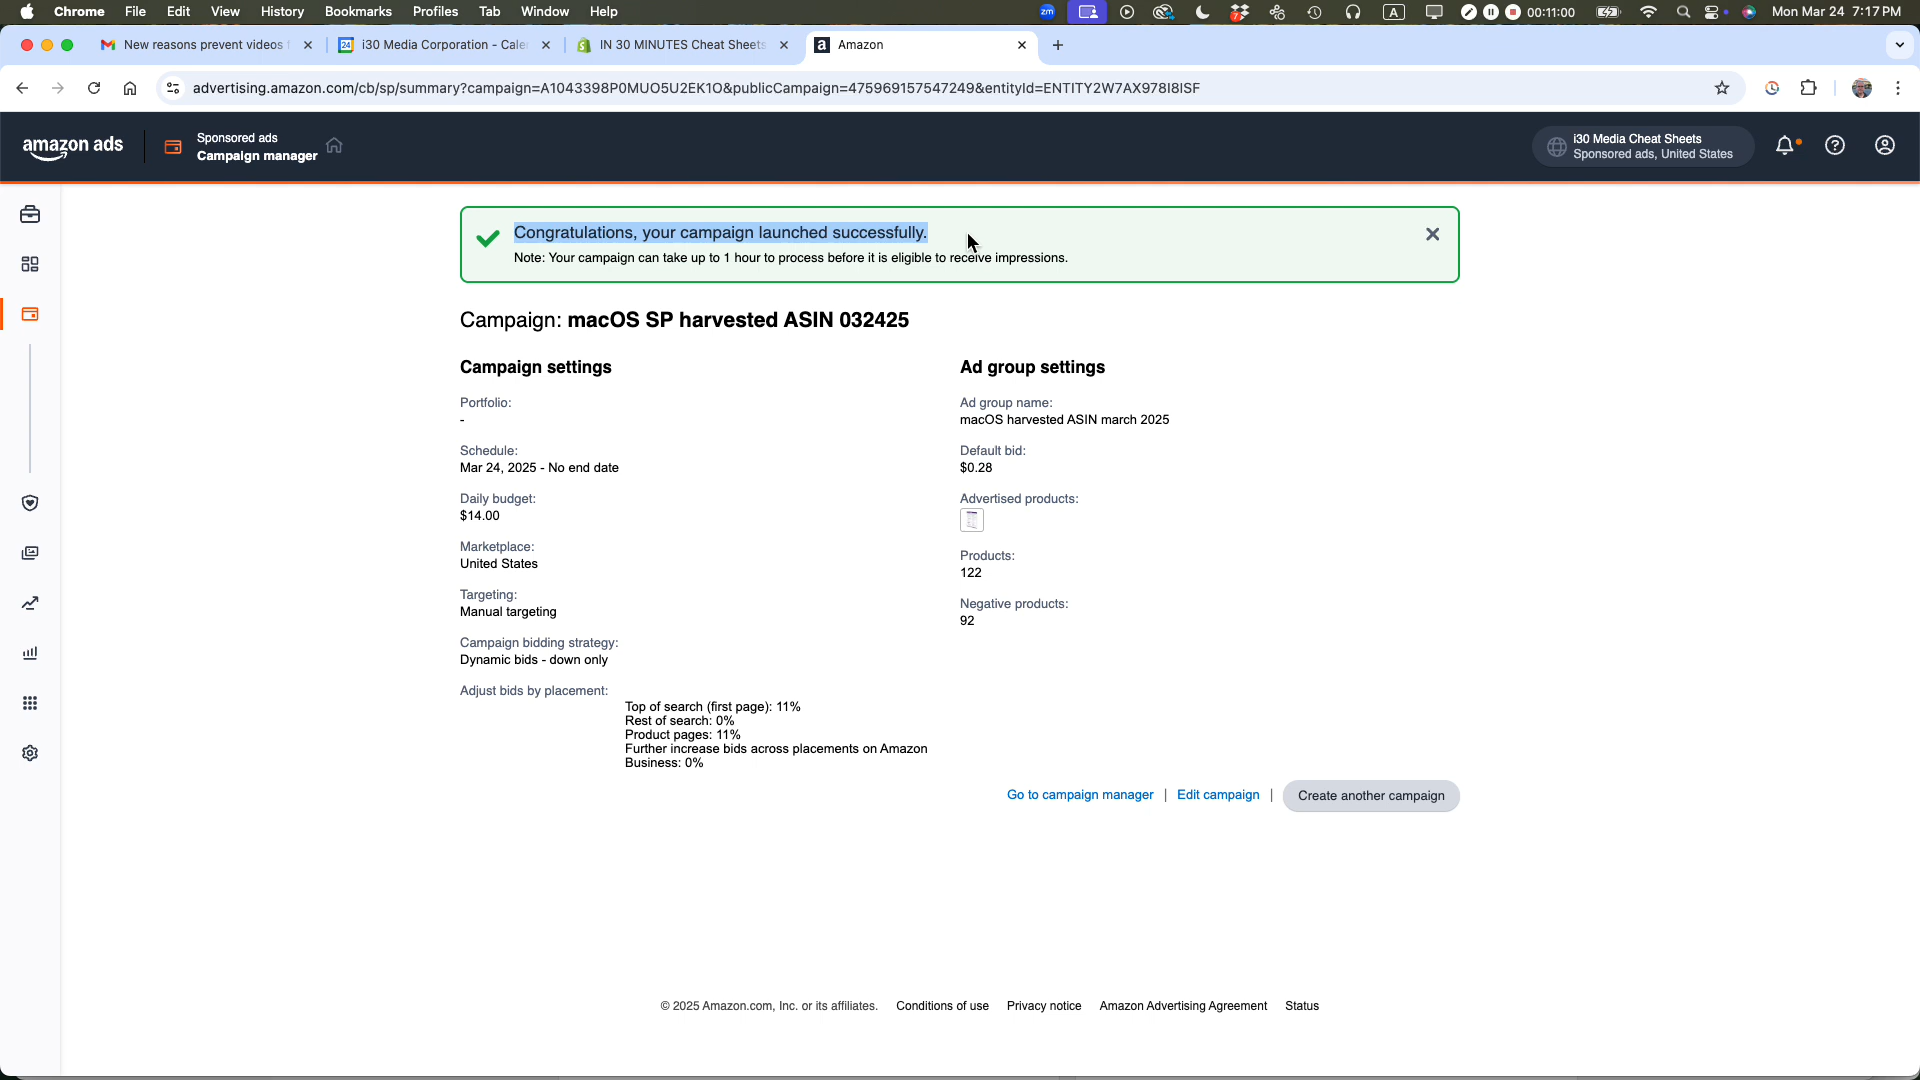 Chrome File Edit View History Bookmarks Profiles Tab Window Help zm 7 A 00:11:00 Mon Mar 24 7:17 PM
New reasons prevent videos 24 i30 Media Corporation - Cale IN 30 MINUTES Cheat Sheets a Amazon
advertising.amazon.com/cb/sp/summary?campaign=A1043398P0MUO5U2EK1O&publicCampaign=475969157547249&entityId=ENTITY2W7AX978I8ISF
amazon ads
Sponsored ads
Campaign manager
i30 Media Cheat Sheets
Sponsored ads, United States
Congratulations, your campaign launched successfully.
Note: Your campaign can take up to 1 hour to process before it is eligible to receive impressions.
Campaign: macOS SP harvested ASIN 032425
Campaign settings
Portfolio:
-
Schedule:
Mar 24, 2025 - No end date
Daily budget:
$14.00
Marketplace:
United States
Targeting:
Manual targeting
Campaign bidding strategy:
Dynamic bids - down only
Adjust bids by placement:
Top of search (first page): 11%
Rest of search: 0%
Product pages: 11%
Further increase bids across placements on Amazon
Business: 0%
Ad group settings
Ad group name:
macOS harvested ASIN march 2025
Default bid:
$0.28
Advertised products:
Products:
122
Negative products:
92
Go to campaign manager | Edit campaign | Create another campaign
© 2025 Amazon.com, Inc. or its affiliates. Conditions of use Privacy notice Amazon Advertising Agreement Status